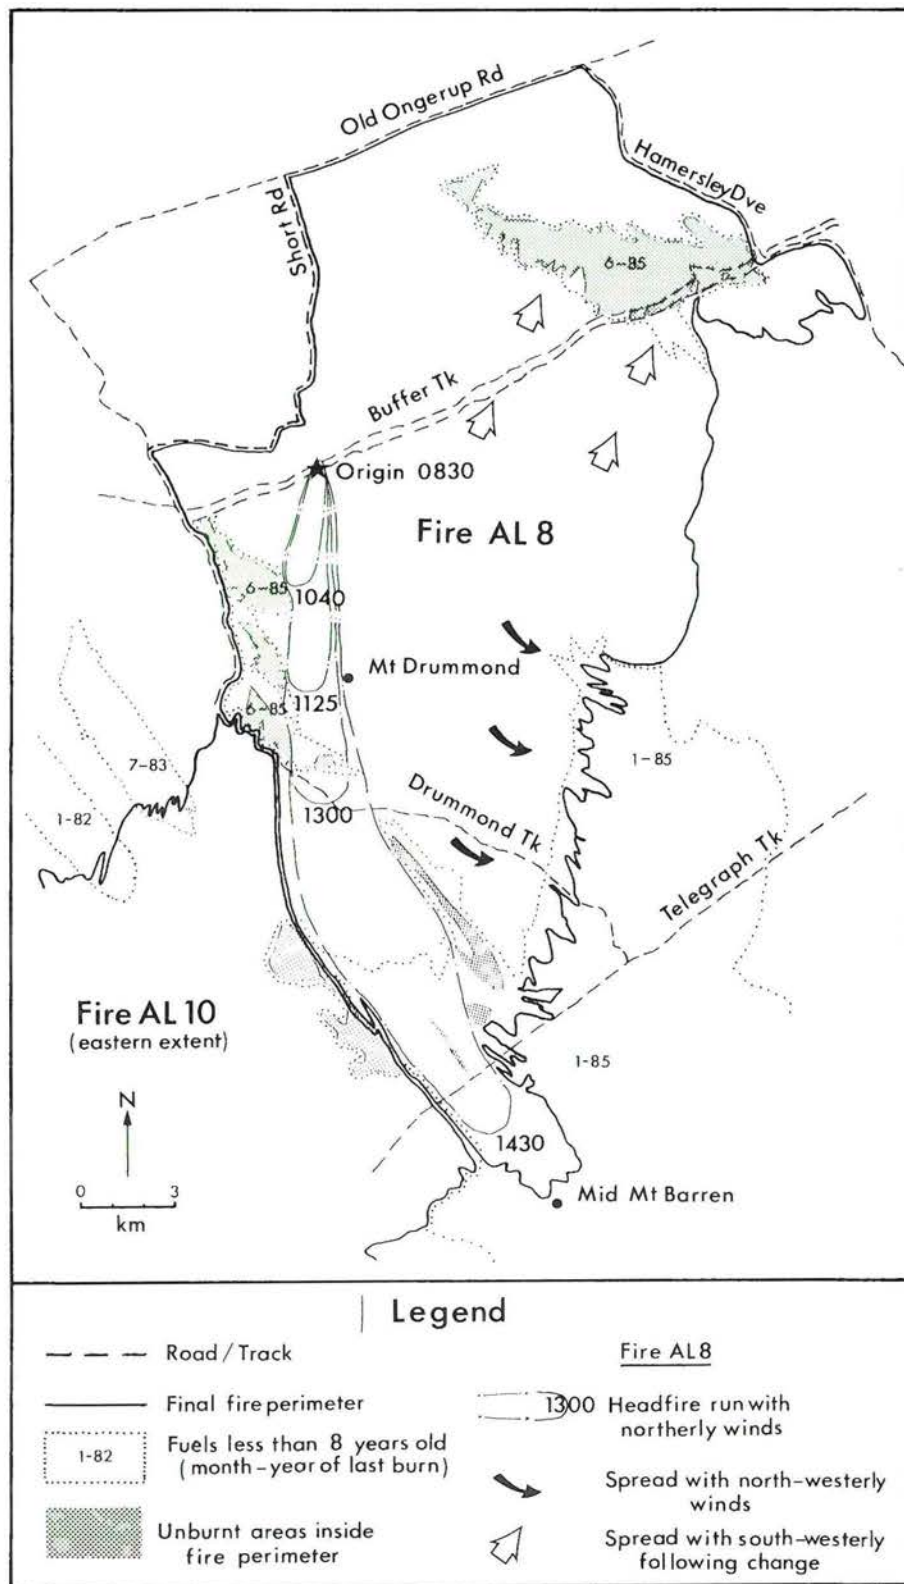 Old Ongerup Rd
Hamersley Dve
Short Rd
6-85
Buffer Tk
Origin 0830
Fire AL 8
6-85
1040
Mt Drummond
6-85
1125
7-83
1-85
1-82
1300
Drummond Tk
Telegraph Tk
Fire AL 10
(eastern extent)
1-85
N
1430
0 3
km
Mid Mt Barren
Legend
Road / Track
Final fire perimeter
1-82
Fuels less than 8 years old
(month-year of last burn)
Unburnt areas inside
fire perimeter
Fire AL8
1300
Headfire run with
northerly winds
Spread with north-westerly
winds
Spread with south-westerly
following change